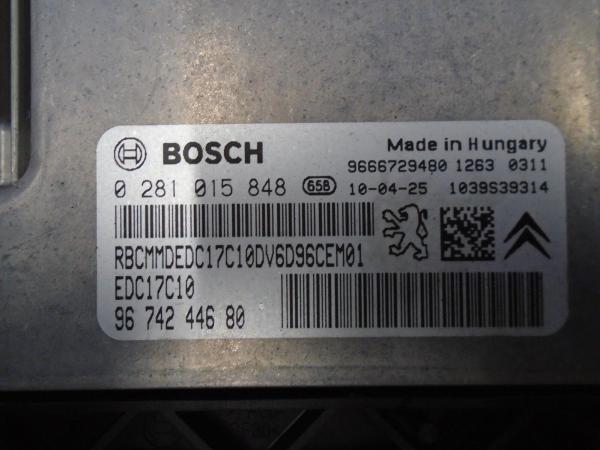 BOSCH
Made in Hungary
9666729480 1263 0311
0 281 015 848 65B 10-04-25 1039S39314
RBCMMDEDC17C10DV6D96CEM01
EDC17C10
96 742 446 80